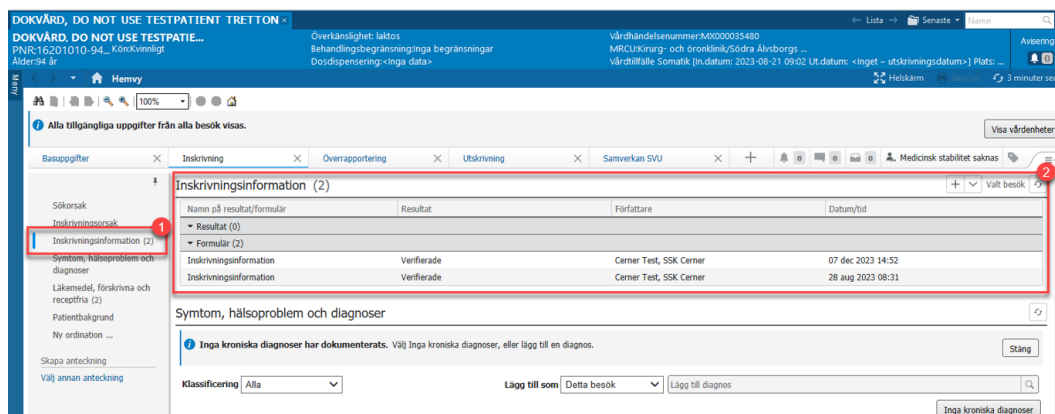 DOKVÅRD, DO NOT USE TESTPATIENT TRETTON ×
← Lista → Senaste Namn
DOKVÅRD, DO NOT USE TESTPATIE...
Överkänslighet: laktos
Vårdhändelsenummer:MX000035480
Avisering
PNR:16201010-94... Kön:Kvinnligt
Behandlingsbegränsning:Inga begränsningar
MRCU:Kirurg- och öronklinik/Södra Älvsborgs ...
Ålder:94 år
Dosdispensering:<Inga data>
Vårdtillfälle Somatik [In.datum: 2023-08-21 09:02 Ut.datum: <Inget - utskrivningsdatum>] Plats: ...
0
Meny
Hemvy
Helskärm Skriv ut 3 minuter sed
100%
Alla tillgängliga uppgifter från alla besök visas.
Visa vårdenheter
Basuppgifter × Inskrivning × Överrapportering × Utskrivning × Samverkan SVU × + 0 0 0 Medicinsk stabilitet saknas
2
Inskrivningsinformation (2)
+ Valt besök
Namn på resultat/formulär Resultat Författare Datum/tid
Resultat (0)
Formulär (2)
Inskrivningsinformation Verifierade Cerner Test, SSK Cerner 07 dec 2023 14:52
Inskrivningsinformation Verifierade Cerner Test, SSK Cerner 28 aug 2023 08:31
Sökorsak
Inskrivningsorsak
1
Inskrivningsinformation (2)
Symtom, hälsoproblem och
diagnoser
Läkemedel, förskrivna och
receptfria (2)
Patientbakgrund
Ny ordination ...
Skapa anteckning
Välj annan anteckning
Symtom, hälsoproblem och diagnoser
Inga kroniska diagnoser har dokumenterats. Välj Inga kroniska diagnoser, eller lägg till en diagnos.
Stäng
Klassificering Alla
Lägg till som Detta besök Lägg till diagnos
Inga kroniska diagnoser